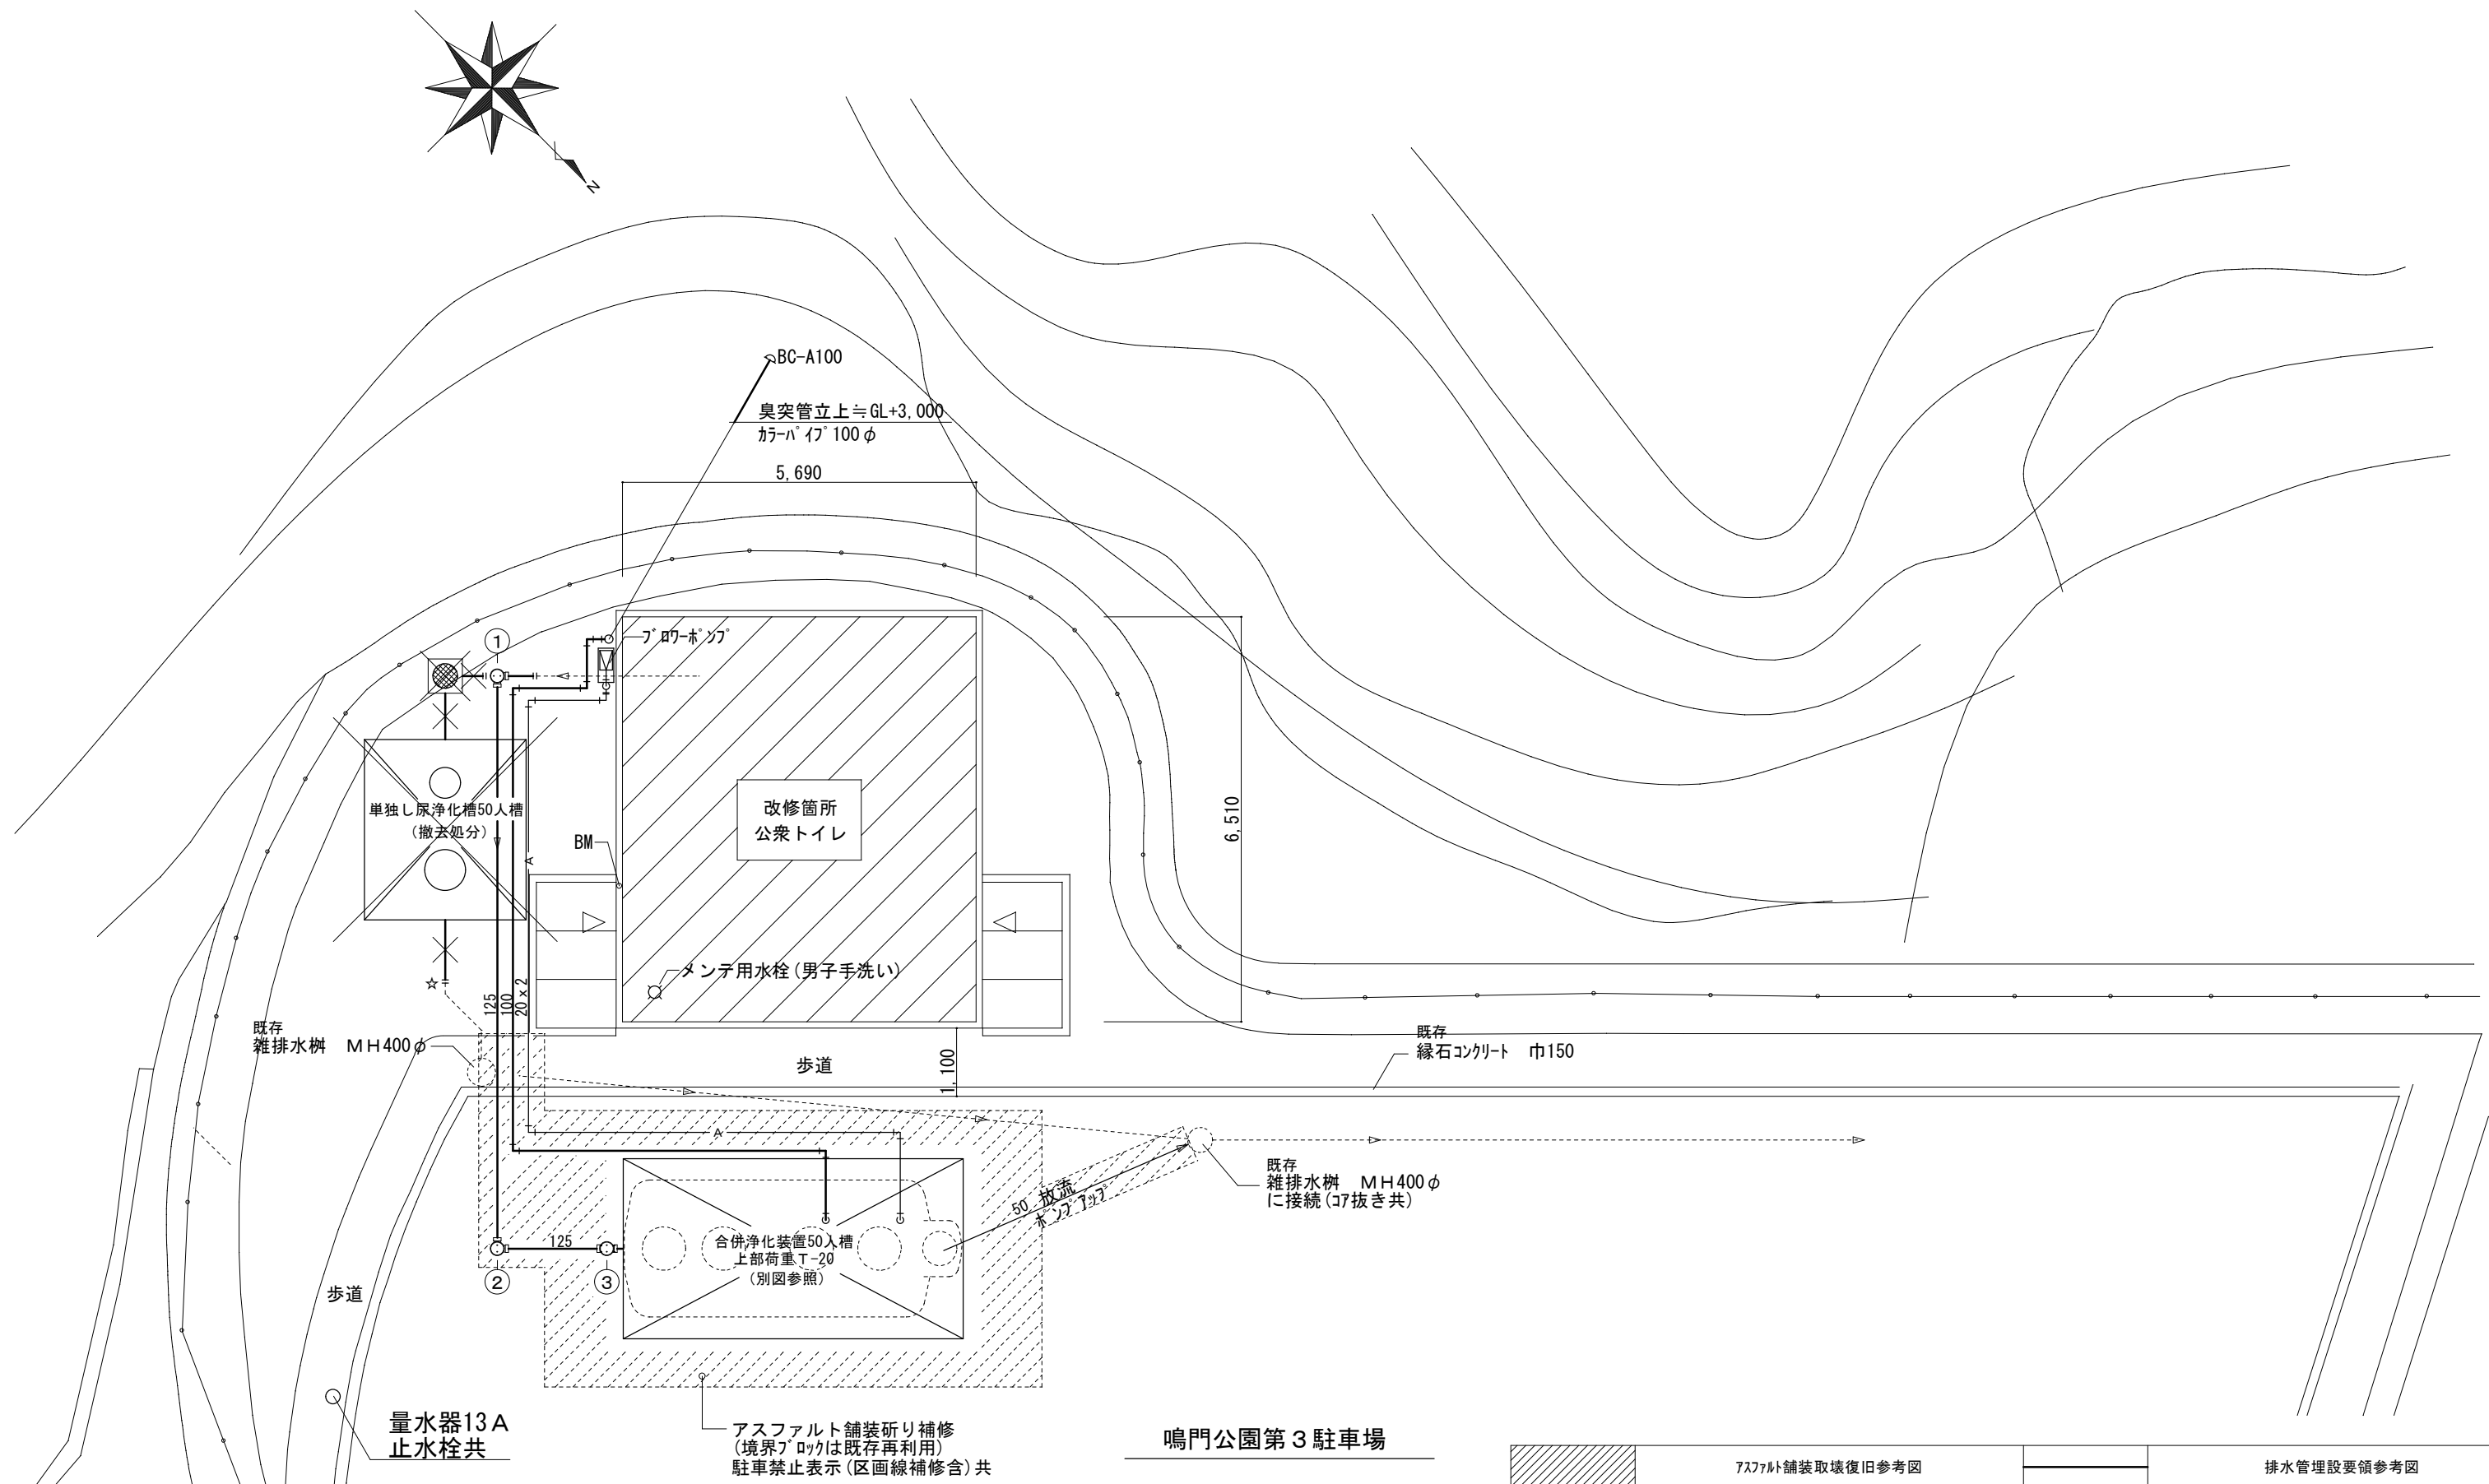 N
BC-A100
臭突管立上≒GL+3,000
ｶﾗｰﾊﾟｲﾌﾟ100φ
5,690
①
ﾌﾞﾛﾜｰﾎﾟﾝﾌﾟ
単独し尿浄化槽50人槽
（撤去処分）
改修箇所
公衆トイレ
6,510
BM
A
メンテ用水栓(男子手洗い)
☆
125
100
20×2
既存
雑排水桝　ＭＨ400φ
歩道
1,100
既存
縁石ｺﾝｸﾘｰﾄ　巾150
A
50 放流
ﾎﾟﾝﾌﾟｱｯﾌﾟ
既存
雑排水桝　ＭＨ400φ
に接続(ｺｱ抜き共)
125
合併浄化装置50人槽
上部荷重Ｔ-20
（別図参照）
②
③
歩道
量水器13Ａ
止水栓共
アスファルト舗装斫り補修
(境界ﾌﾞﾛｯｸは既存再利用)
駐車禁止表示(区画線補修含)共
鳴門公園第３駐車場
ｱｽﾌｧﾙﾄ舗装取壊復旧参考図
排水管埋設要領参考図